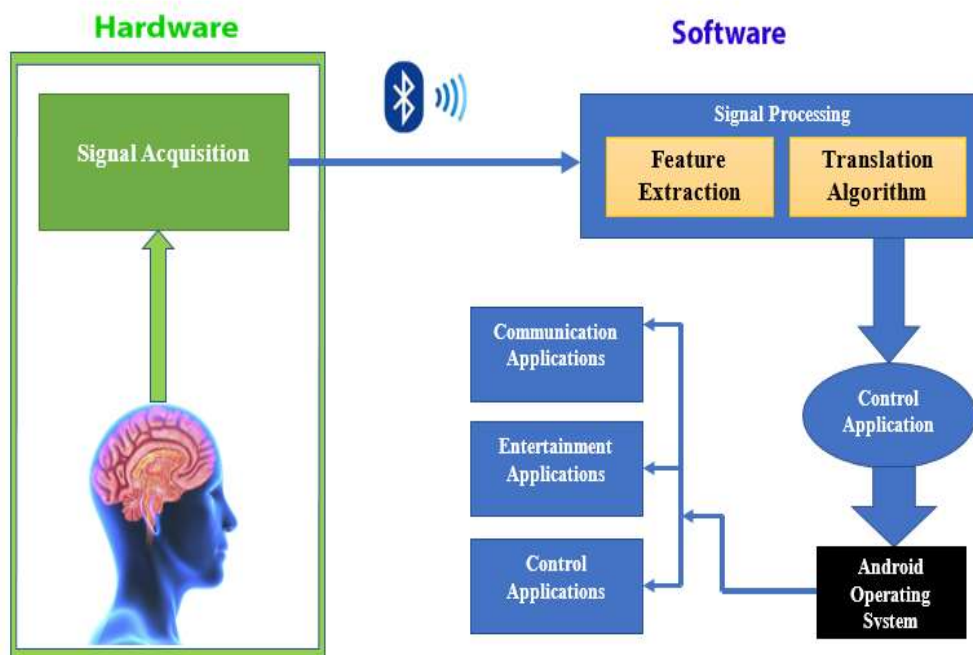 Hardware
Software
Signal Acquisition
Signal Processing
Feature
Extraction
Translation
Algorithm
Communication
Applications
Control
Application
Entertainment
Applications
Control
Applications
Android
Operating
System